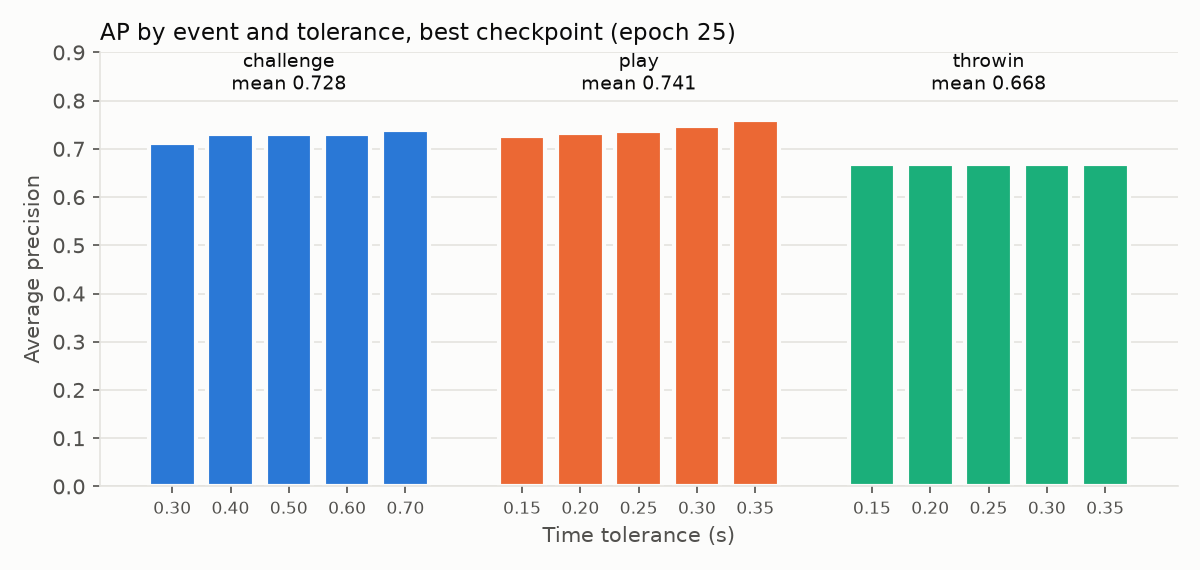 AP by event and tolerance, best checkpoint (epoch 25)
challenge
mean 0.728
play
mean 0.741
throwin
mean 0.668
Average precision
0.9
0.8
0.7
0.6
0.5
0.4
0.3
0.2
0.1
0.0
0.30 0.40 0.50 0.60 0.70 0.15 0.20 0.25 0.30 0.35 0.15 0.20 0.25 0.30 0.35
Time tolerance (s)